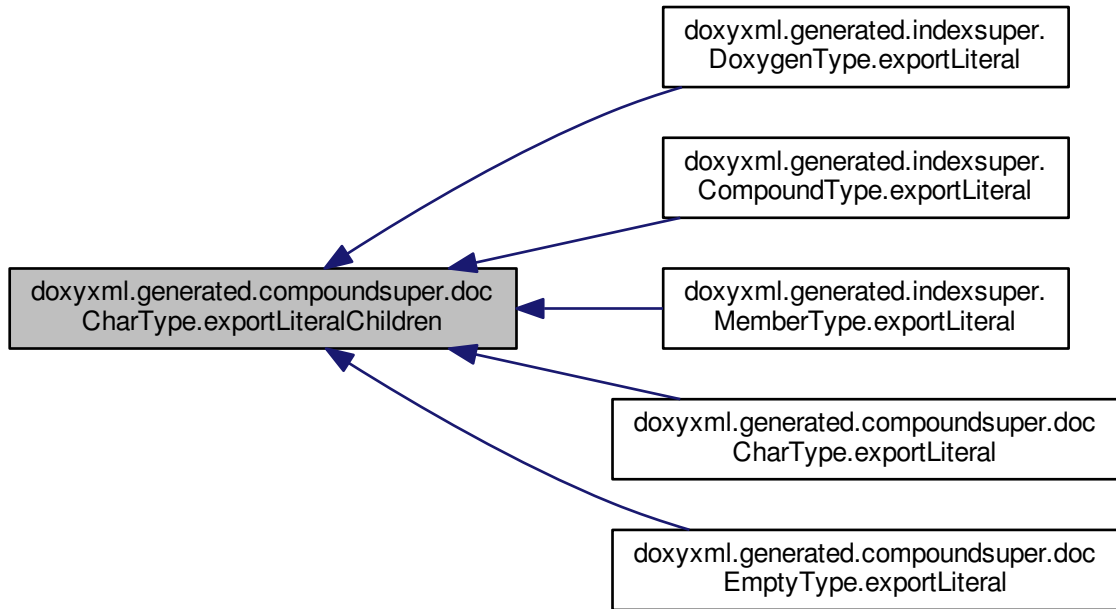 doxyxml.generated.indexsuper.
DoxygenType.exportLiteral
doxyxml.generated.indexsuper.
CompoundType.exportLiteral
doxyxml.generated.compoundsuper.doc
CharType.exportLiteralChildren
doxyxml.generated.indexsuper.
MemberType.exportLiteral
doxyxml.generated.compoundsuper.doc
CharType.exportLiteral
doxyxml.generated.compoundsuper.doc
EmptyType.exportLiteral